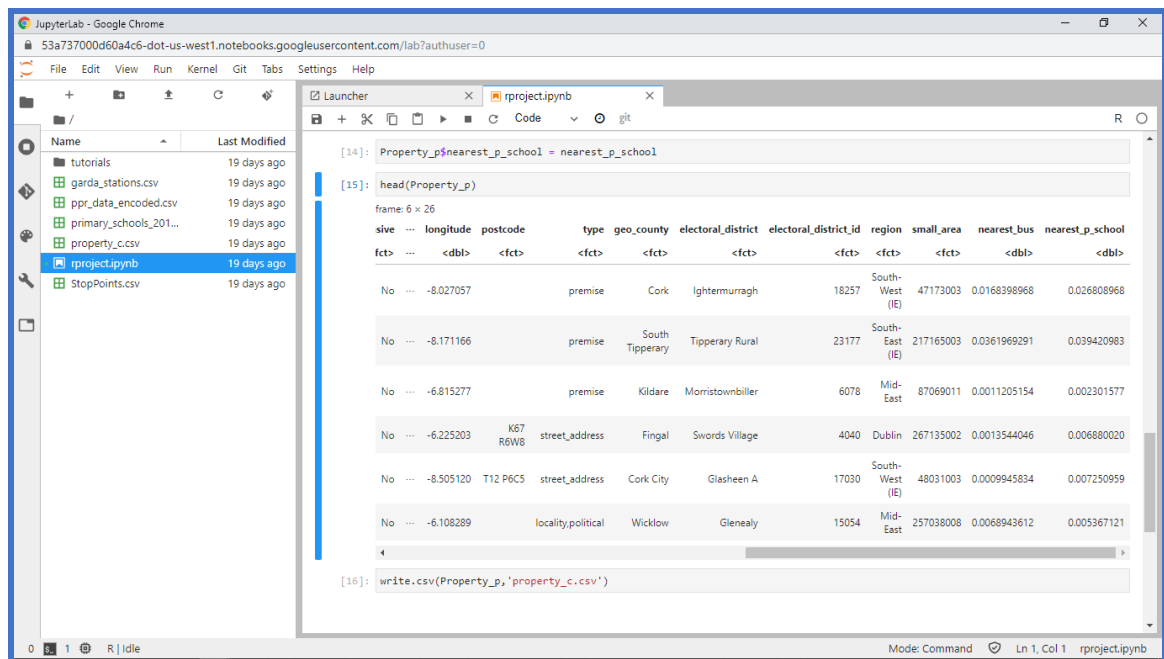 JupyterLab - Google Chrome
53a737000d60a4c6-dot-us-west1.notebooks.googleusercontent.com/lab?authuser=0
File Edit View Run Kernel Git Tabs Settings Help
/
Name Last Modified
tutorials 19 days ago
garda_stations.csv 19 days ago
ppr_data_encoded.csv 19 days ago
primary_schools_201... 19 days ago
property_c.csv 19 days ago
rproject.ipynb 19 days ago
StopPoints.csv 19 days ago
Launcher rproject.ipynb
Code git R
[14]: Property_p$nearest_p_school = nearest_p_school
[15]: head(Property_p)
frame: 6 × 26
sive ... longitude postcode type geo_county electoral_district electoral_district_id region small_area nearest_bus nearest_p_school
fct> ... <dbl> <fct> <fct> <fct> <fct> <fct> <fct> <fct> <dbl> <dbl>
No ... -8.027057 premise Cork Ightermurragh 18257 South-West (IE) 47173003 0.0168398968 0.026808968
No ... -8.171166 premise South Tipperary Tipperary Rural 23177 South-East (IE) 217165003 0.0361969291 0.039420983
No ... -6.815277 premise Kildare Morristownbiller 6078 Mid-East 87069011 0.0011205154 0.002301577
No ... -6.225203 K67 R6W8 street_address Fingal Swords Village 4040 Dublin 267135002 0.0013544046 0.006880020
No ... -8.505120 T12 P6C5 street_address Cork City Glasheen A 17030 South-West (IE) 48031003 0.0009945834 0.007250959
No ... -6.108289 locality,political Wicklow Glenealy 15054 Mid-East 257038008 0.0068943612 0.005367121
[16]: write.csv(Property_p,'property_c.csv')
0 $_ 1 R | Idle Mode: Command Ln 1, Col 1 rproject.ipynb